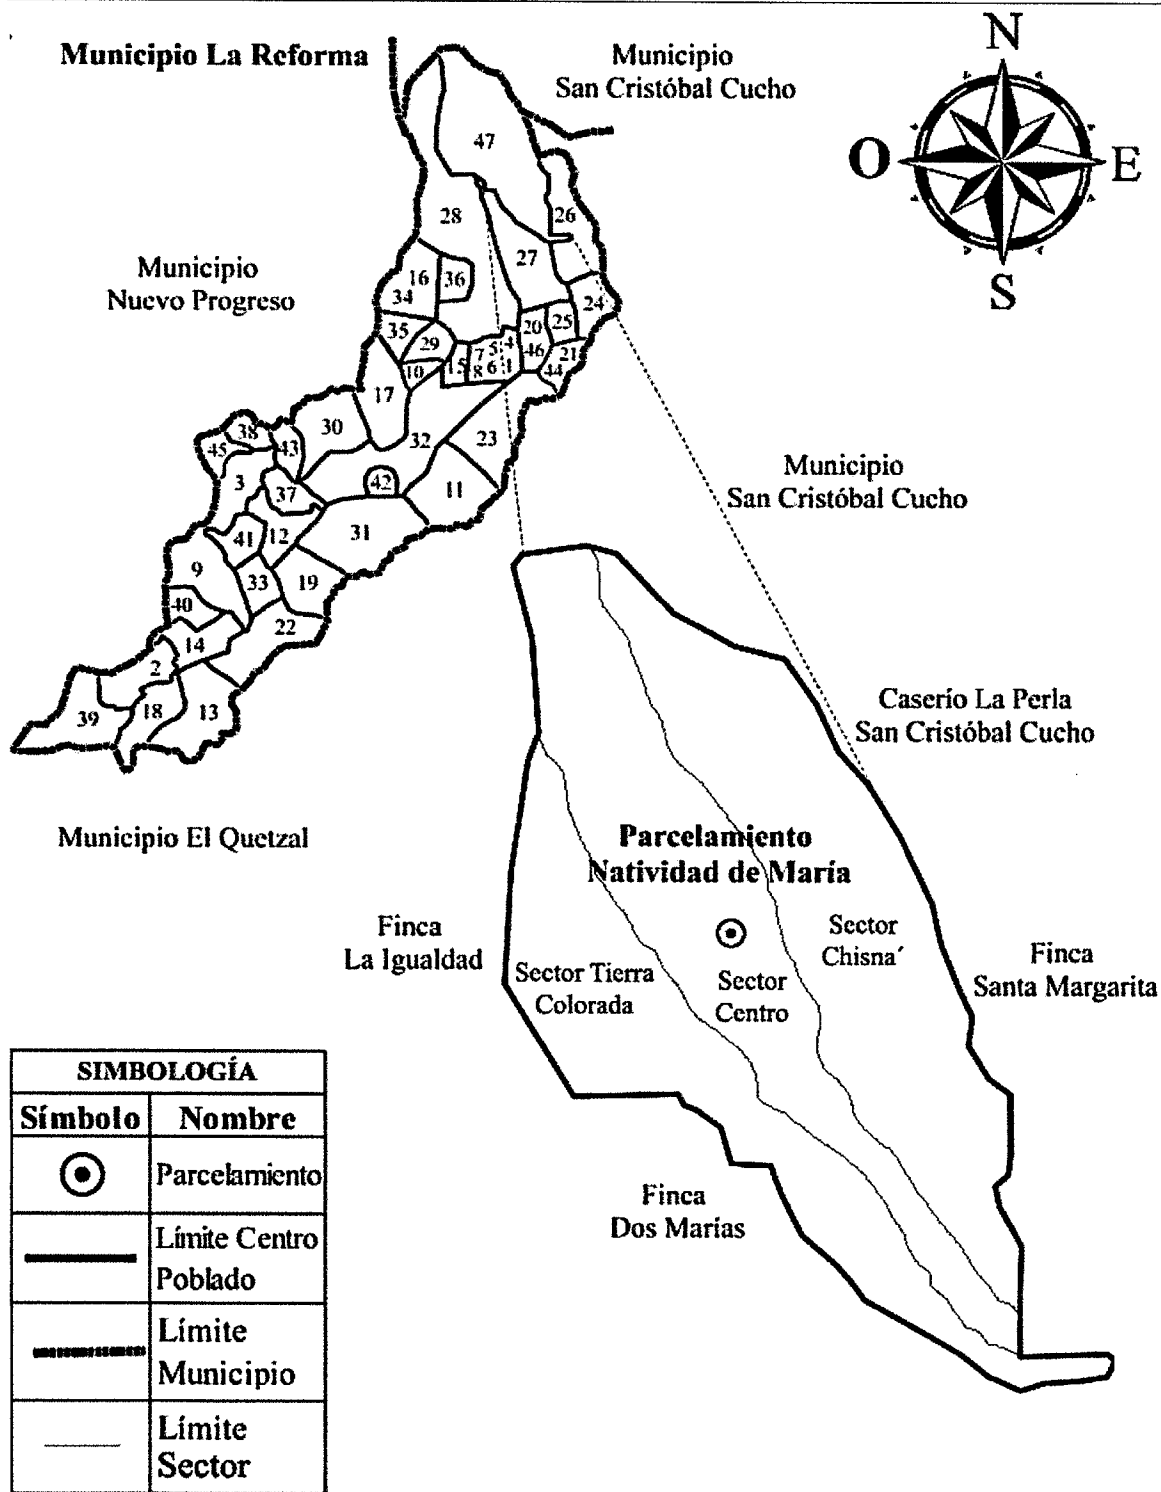 Municipio La Reforma
Municipio
San Cristóbal Cucho
N
O
E
S
47
28
26
27
Municipio
Nuevo Progreso
16
36
34
24
35
29
20
25
4
5
7
15
46
21
10
8
6
1
44
17
30
32
23
38
43
45
3
37
42
11
Municipio
San Cristóbal Cucho
41
12
31
9
33
19
40
22
14
2
39
18
13
Municipio El Quetzal
Caserío La Perla
San Cristóbal Cucho
Parcelamiento
Natividad de María
Finca
La Igualdad
Sector Tierra
Colorada
Sector
Centro
Sector
Chisna´
Finca
Santa Margarita
Finca
Dos Marías
SIMBOLOGÍA
Símbolo Nombre
Parcelamiento
Límite Centro
Poblado
Límite
Municipio
Límite
Sector